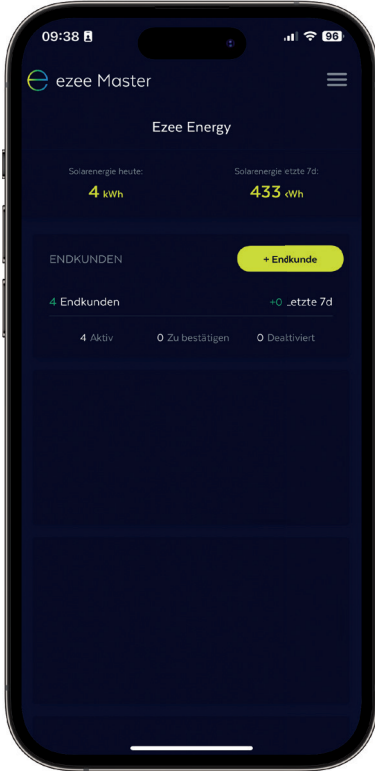 09:38
96
ezee Master
Ezee Energy
Solarenergie heute:
Solarenergie etzte 7d:
4 kWh
433 kWh
ENDKUNDEN
+ Endkunde
4 Endkunden
+0 Letzte 7d
4 Aktiv
0 Zu bestätigen
0 Deaktiviert